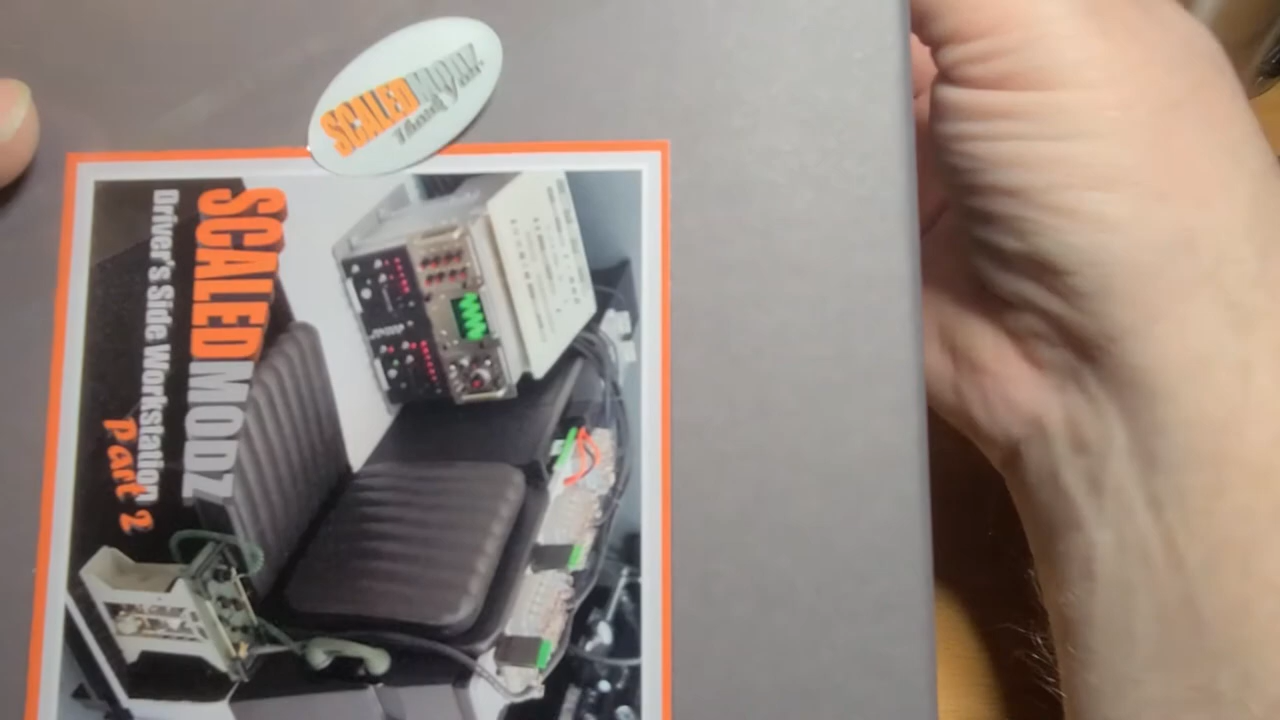 SCALEDMODZ
Thank you
SCALEDMODZ
Driver's Side Workstation
Part 2